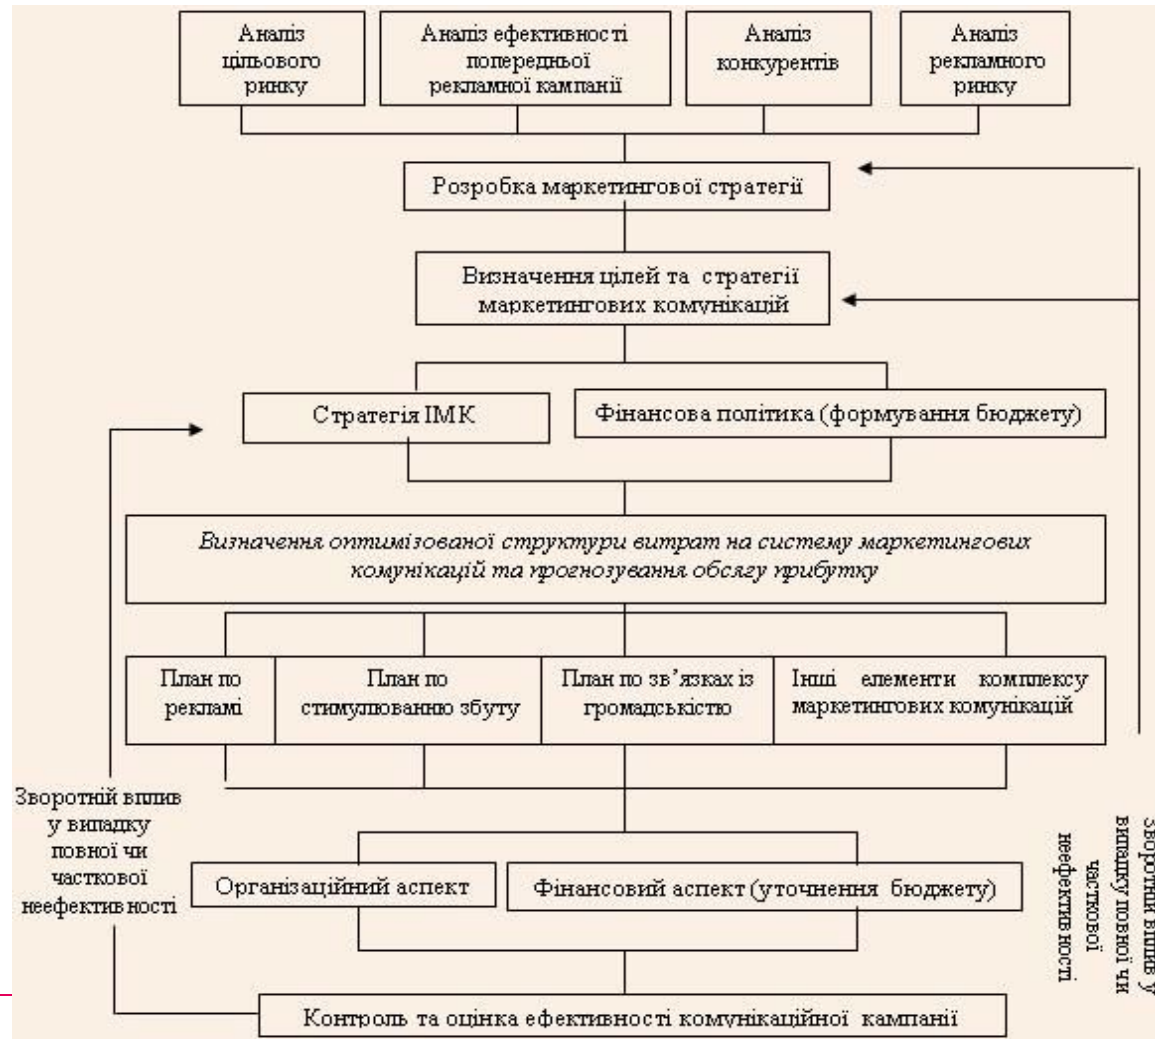 Аналіз
цільового
ринку
Аналіз ефективності
попередньої
рекламної кампанії
Аналіз
конкурентів
Аналіз
рекламного
ринку
Розробка маркетингової стратегії
Визначення цілей та стратегії
маркетингових комунікацій
Стратегія ІМК
Фінансова політика (формування бюджету)
Визначення оптимізованої структури витрат на систему маркетингових
комунікацій та прогнозування обсягу прибутку
План по
рекламі
План по
стимулюванню збуту
План по зв’язках із
громадськістю
Інші елементи комплексу
маркетингових комунікацій
Зворотній вплив
у випадку
повної чи
часткової
неефективності
Організаційний аспект
Фінансовий аспект (уточнення бюджету)
Зворотній вплив у
випадку повної чи
часткової
неефективності
Контроль та оцінка ефективності комунікаційної кампанії